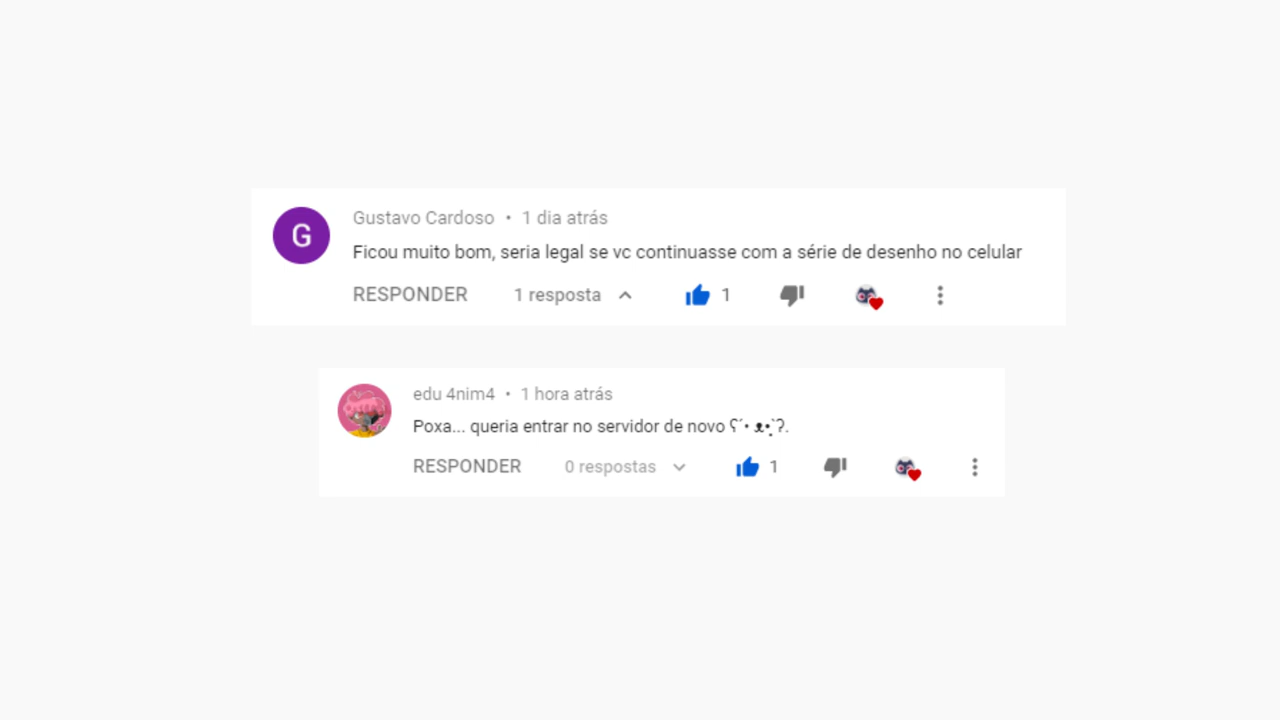 G
Gustavo Cardoso • 1 dia atrás
Ficou muito bom, seria legal se vc continuasse com a série de desenho no celular
RESPONDER 1 resposta 1
edu 4nim4 • 1 hora atrás
Poxa... queria entrar no servidor de novo ʕ´• ᴥ•̥`ʔ.
RESPONDER 0 respostas 1